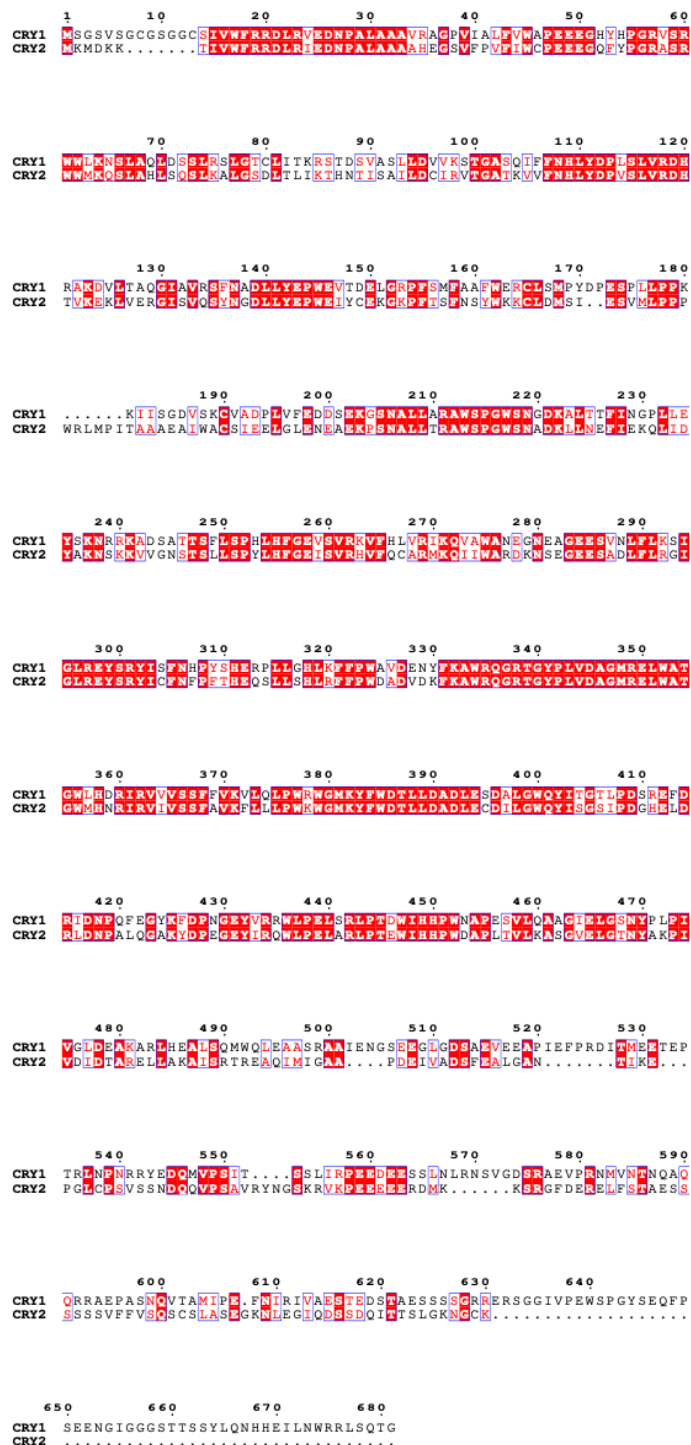 1 10 20 30 40 50 60
CRY1 MSGSVSGCGSGGCSIVWFRRDLRVEDNPALAAAVRAGPVIALFVWAPEEEGHYHPGRVSR
CRY2 MKMDKK.......TIVWFRRDLRIEDNPALAAAAHEGSVFPVFIWCPEEEGQFYPGRASR
70 80 90 100 110 120
CRY1 WWLKNSLAQLDSSLRSLGTCLITKRSTDSVASLLDVVKSTGASQIFFNHLYDPLSLVRDH
CRY2 WWMKQSLAHLSQSLKALGSDLTLIKTHNTISAILDCIRVTGATKVVFNHLYDPVSLVRDH
130 140 150 160 170 180
CRY1 RAKDVLTAQGIAVRSFNADLLYEPWEVTDELGRPFSMFAAFWERCLSMPYDPESPLLPPK
CRY2 TVKEKLVERGISVQSYNGDLLYEPWEIYCEKGKPFTSFNSYWKKCLDMSI..ESVMLPPP
190 200 210 220 230
CRY1 ......KIISGDVSKCVADPLVFEDDSEKGSNALLARAWSPGWSNGDKALTTFINGPLLE
CRY2 WRLMPITAAAEAIWACSIEELGLENEAEKPSNALLTRAWSPGWSNADKLLNEFIEKQLID
240 250 260 270 280 290
CRY1 YSKNRRKADSATTSFLSPHLHFGEVSVRKVFHLVRIKQVAWANEGNEAGEESVNLFLKSI
CRY2 YAKNSKKVVGNSTSLLSPYLHFGEISVRHVFQCARMKQIIWARDKNSEGEESADLFLRGI
300 310 320 330 340 350
CRY1 GLREYSRYISFNHPYSHERPLLGHLKFFPWAVDENYFKAWRQGRTGYPLVDAGMRELWAT
CRY2 GLREYSRYICFNFPFTHEQSLLSHLRFFPWDADVDKFKAWRQGRTGYPLVDAGMRELWAT
360 370 380 390 400 410
CRY1 GWLHDRIRVVVSSFFVKVLQLPWRWGMKYFWDTLLDADLESDALGWQYITGTLPDSREFD
CRY2 GWMHNRIRVIVSSFAVKFLLLPWKWGMKYFWDTLLDADLECDILGWQYISGSIPDGHELD
420 430 440 450 460 470
CRY1 RIDNPQFEGYKFDPNGEYVRRWLPELSRLPTDWIHHPWNAPESVLQAAGIELGSNYPLPI
CRY2 RLDNPALQGAKYDPEGEYIRQWLPELARLPTEWIHHPWDAPLTVLKASGVELGTNYAKPI
480 490 500 510 520 530
CRY1 VGLDEAKARLHEALSQMWQLEAASRAAIENGSEEGLGDSAEVEEAPIEFPRDITMEETEP
CRY2 VDIDTARELLAKAISRTREAQIMIGAAR....PDEIVADSFEALGAN.......TIKE...
540 550 560 570 580 590
CRY1 TRLNPNRRYEDQMVPSIT....SSLIRPEEDEESSLNLRNSVGDSRAEVPRNMVNTNQAQ
CRY2 PGLCPSVSSNDQQVPSAVRYNGSKRVKPEEEEERDMK......KSRGFDERELFSTAESS
600 610 620 630 640
CRY1 QRRAEPASNQVTAMIPE.FNIRIVAESTEDSTAESSSSGRRERSGGIVPEWSPGYSEQFP
CRY2 SSSSVFFVSQSCSLASEGKNLEGIQDSSDQITTSLGKNGCK...................
650 660 670 680
CRY1 SEENGIGGGSTTSSYLQNHHEILNWRRLSQTG
CRY2 ................................